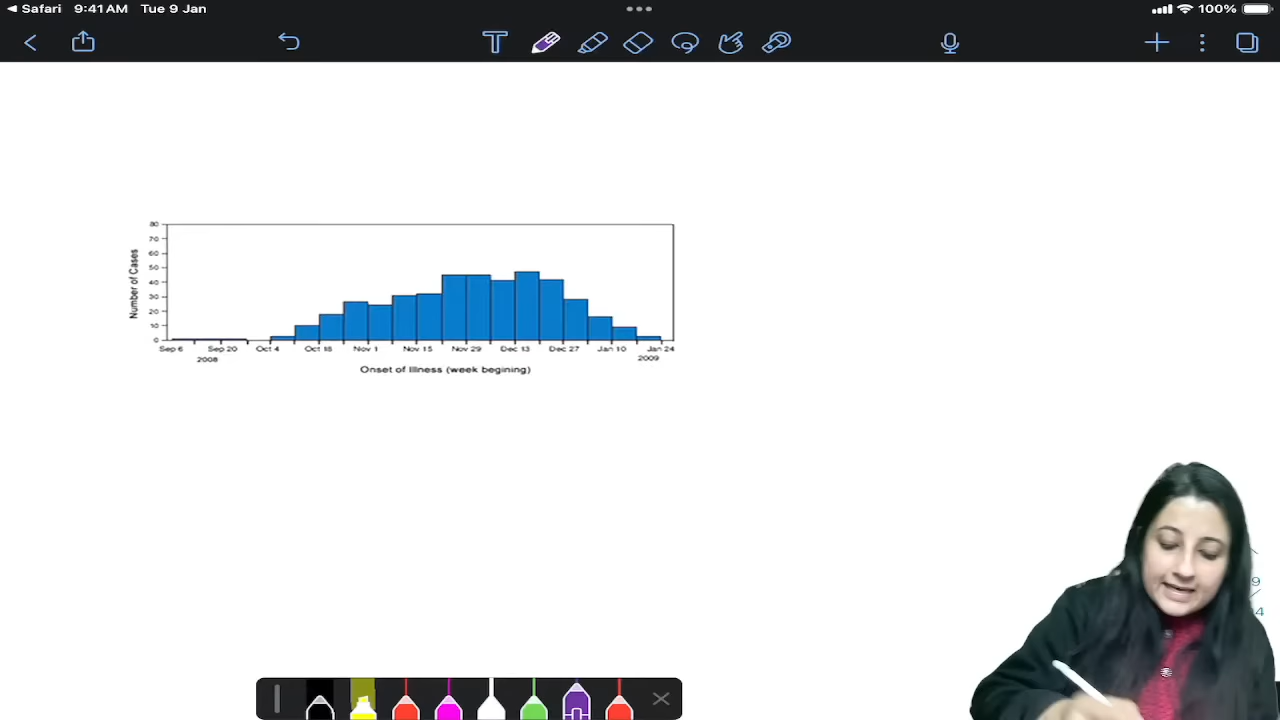 Safari 9:41 AM Tue 9 Jan 100%
T
80
70
60
50
40
30
20
10
0
Number of Cases
Sep 6 Sep 20 Oct 4 Oct 18 Nov 1 Nov 15 Nov 29 Dec 13 Dec 27 Jan 10 Jan 24
2008 2009
Onset of Illness (week begining)
9